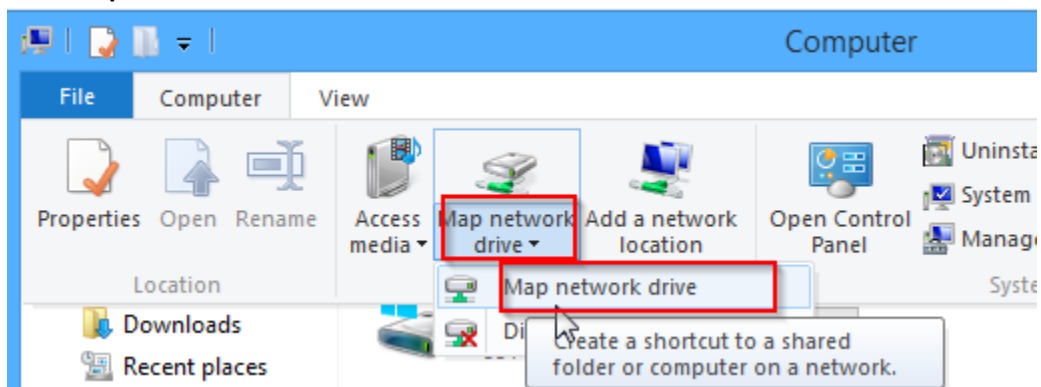 Computer
File Computer View
Properties Open Rename
Access media
Map network drive
Add a network location
Open Control Panel
System
Location
Map network drive
Downloads
Create a shortcut to a shared
folder or computer on a network.
Recent places